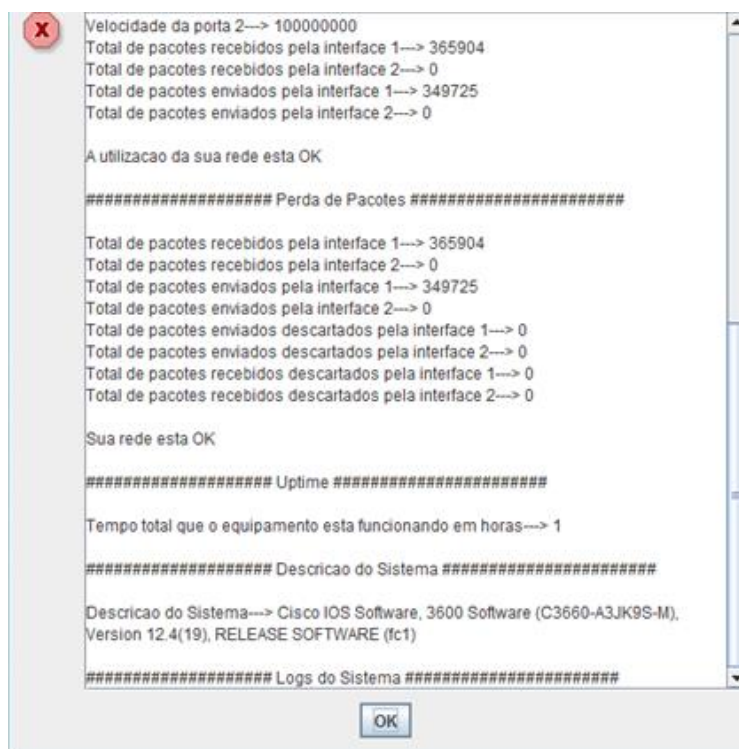 Velocidade da porta 2---> 100000000
Total de pacotes recebidos pela interface 1---> 365904
Total de pacotes recebidos pela interface 2---> 0
Total de pacotes enviados pela interface 1---> 349725
Total de pacotes enviados pela interface 2---> 0
A utilizacao da sua rede esta OK
#################### Perda de Pacotes #######################
Total de pacotes recebidos pela interface 1---> 365904
Total de pacotes recebidos pela interface 2---> 0
Total de pacotes enviados pela interface 1---> 349725
Total de pacotes enviados pela interface 2---> 0
Total de pacotes enviados descartados pela interface 1---> 0
Total de pacotes enviados descartados pela interface 2---> 0
Total de pacotes recebidos descartados pela interface 1---> 0
Total de pacotes recebidos descartados pela interface 2---> 0
Sua rede esta OK
#################### Uptime #######################
Tempo total que o equipamento esta funcionando em horas---> 1
#################### Descricao do Sistema #######################
Descricao do Sistema---> Cisco IOS Software, 3600 Software (C3660-A3JK9S-M),
Version 12.4(19), RELEASE SOFTWARE (fc1)
#################### Logs do Sistema #######################
OK